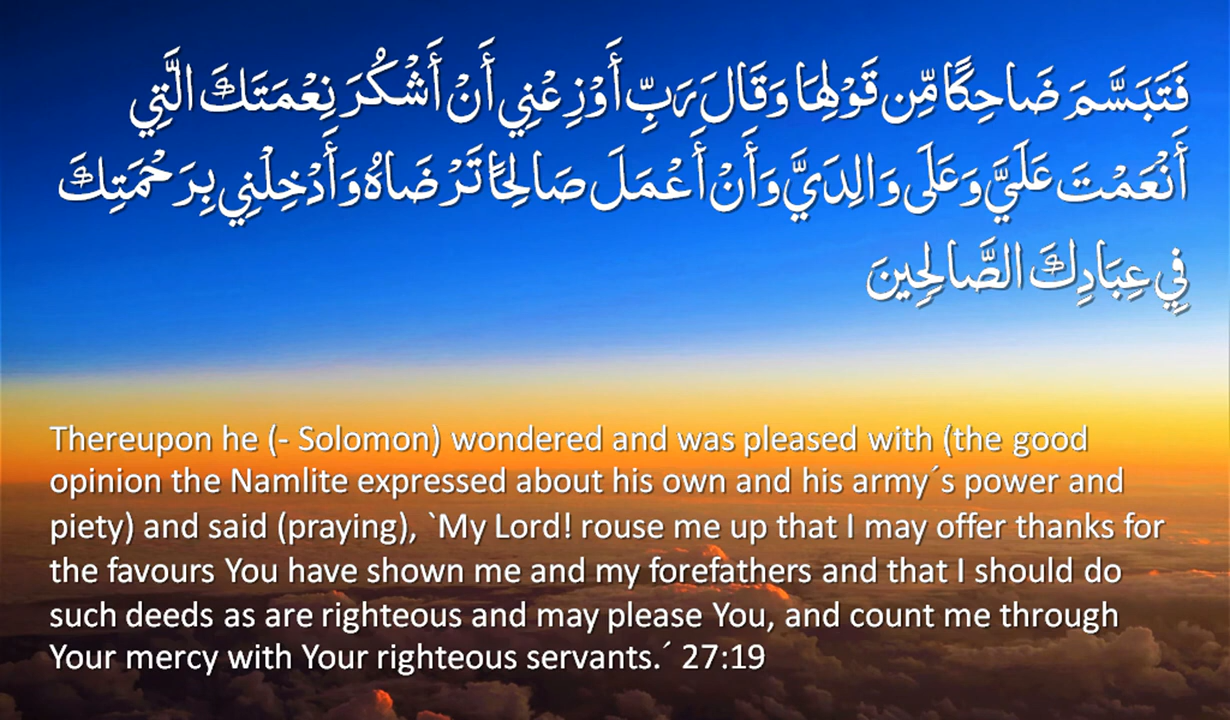 فَتَبَسَّمَ ضَاحِكًا مِّن قَوْلِهَا وَقَالَ رَبِّ أَوْزِعْنِي أَنْ أَشْكُرَ نِعْمَتَكَ الَّتِي
أَنْعَمْتَ عَلَيَّ وَعَلَى وَالِدَيَّ وَأَنْ أَعْمَلَ صَالِحًا تَرْضَاهُ وَأَدْخِلْنِي بِرَحْمَتِكَ
فِي عِبَادِكَ الصَّالِحِينَ
Thereupon he (- Solomon) wondered and was pleased with (the good
opinion the Namlite expressed about his own and his army´s power and
piety) and said (praying), `My Lord! rouse me up that I may offer thanks for
the favours You have shown me and my forefathers and that I should do
such deeds as are righteous and may please You, and count me through
Your mercy with Your righteous servants.´ 27:19